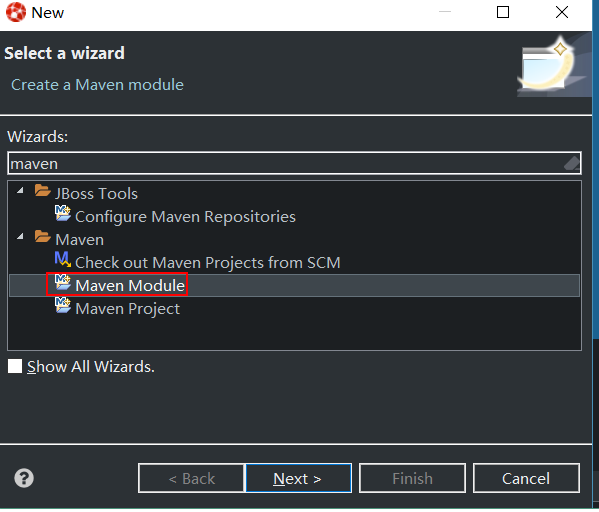 New
Select a wizard
Create a Maven module
Wizards:
maven
JBoss Tools
Configure Maven Repositories
Maven
Check out Maven Projects from SCM
Maven Module
Maven Project
Show All Wizards.
< Back Next > Finish Cancel